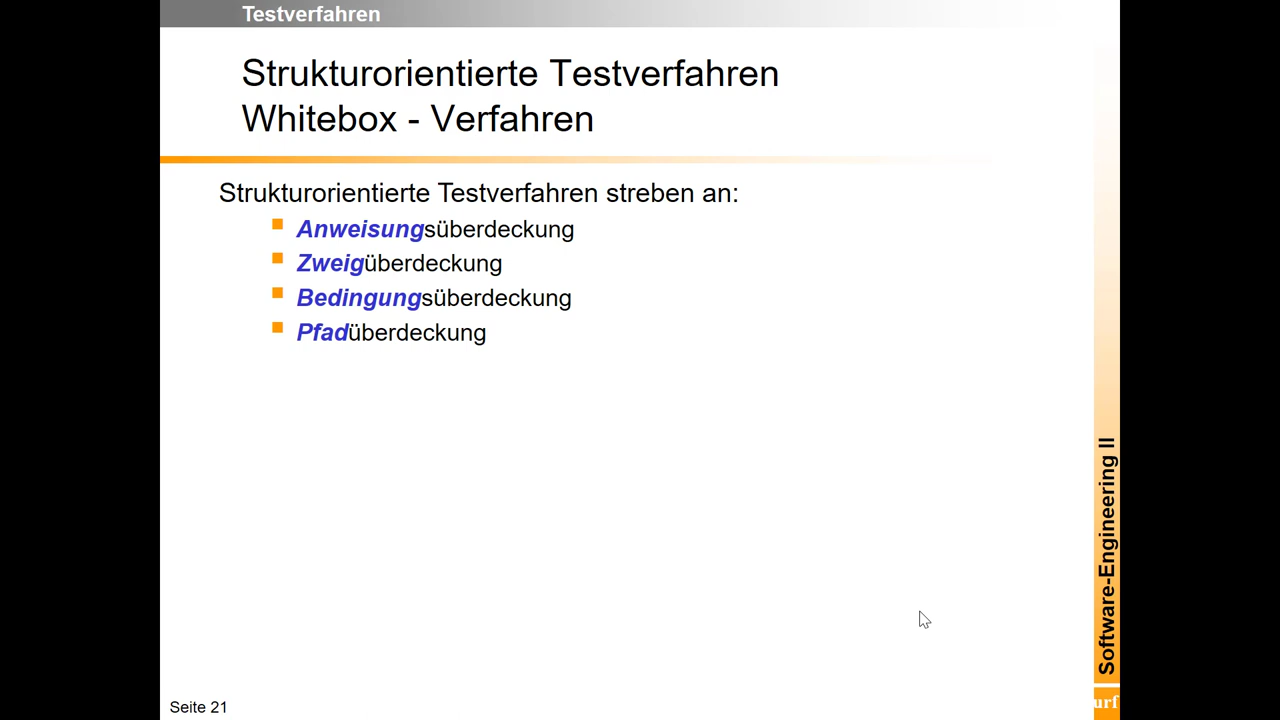 Testverfahren
Strukturorientierte Testverfahren
Whitebox - Verfahren
Strukturorientierte Testverfahren streben an:
Anweisungsüberdeckung
Zweigüberdeckung
Bedingungsüberdeckung
Pfadüberdeckung
Software-Engineering II
urf
Seite 21